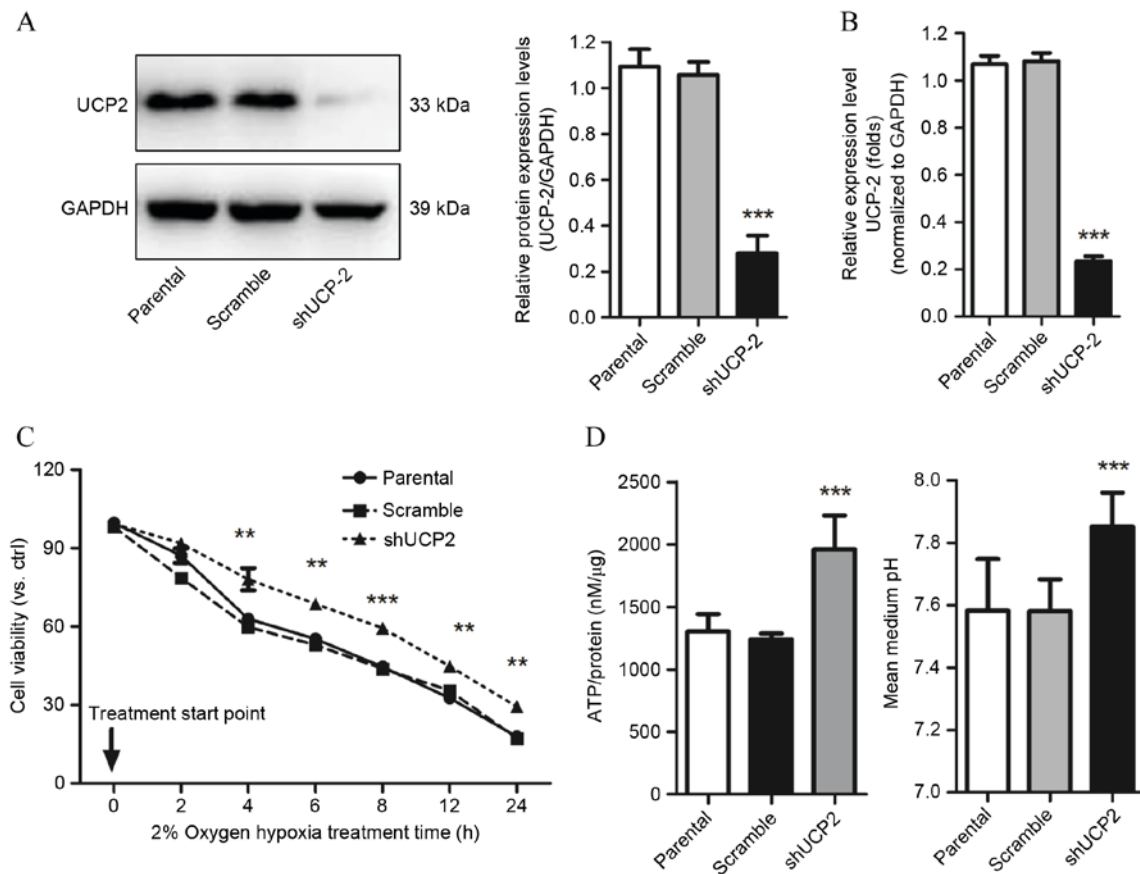 A
UCP2
33 kDa
GAPDH
39 kDa
Parental
Scramble
shUCP-2
Relative protein expression levels
(UCP-2/GAPDH)
1.2
1.0
0.8
0.6
0.4
0.2
0.0
***
Parental
Scramble
shUCP-2
B
Relative expression level
UCP-2 (folds)
(normalized to GAPDH)
1.2
1.0
0.8
0.6
0.4
0.2
0.0
***
Parental
Scramble
shUCP-2
C
Cell viability (vs. ctrl)
120
90
60
30
0
Parental
Scramble
shUCP2
**
**
***
**
**
Treatment start point
0 2 4 6 8 12 24
2% Oxygen hypoxia treatment time (h)
D
ATP/protein (nM/μg)
2500
2000
1500
1000
500
0
***
Parental
Scramble
shUCP2
Mean medium pH
8.0
7.8
7.6
7.4
7.2
7.0
***
Parental
Scramble
shUCP2